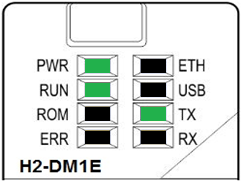 PWR ETH
RUN USB
ROM TX
ERR RX
H2-DM1E